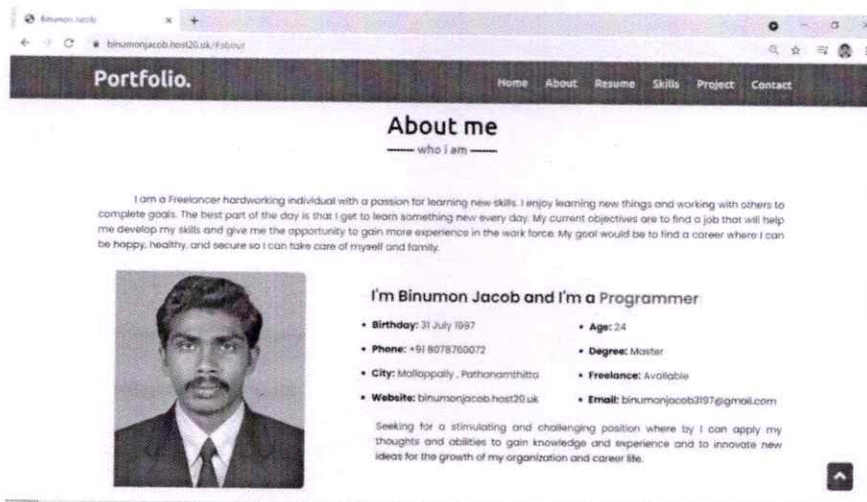 Binumon Jacob
binumonjacob.host20.uk/#about
Portfolio.
Home About Resume Skills Project Contact
About me
who i am
I am a Freelancer hardworking individual with a passion for learning new skills. I enjoy learning new things and working with others to
complete goals. The best part of the day is that I get to learn something new every day. My current objectives are to find a job that will help
me develop my skills and give me the opportunity to gain more experience in the work force. My goal would be to find a career where I can
be happy, healthy, and secure so I can take care of myself and family.
I'm Binumon Jacob and I'm a Programmer
• Birthday: 31 July 1997
• Age: 24
• Phone: +91 8078760072
• Degree: Master
• City: Mallappally , Pathanamthitta
• Freelance: Available
• Website: binumonjacob.host20.uk
• Email: binumonjacob3197@gmail.com
Seeking for a stimulating and challenging position where by I can apply my
thoughts and abilities to gain knowledge and experience and to innovate new
ideas for the growth of my organization and career life.